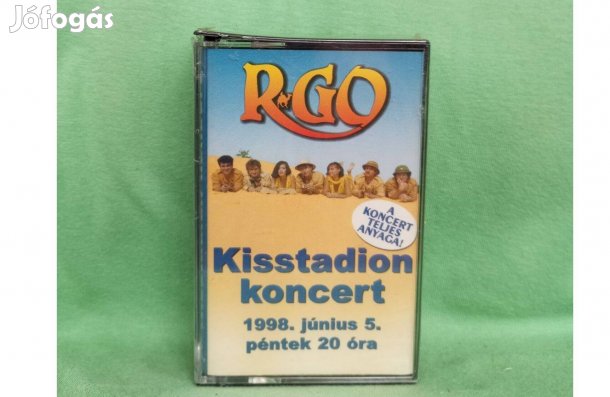 Jófogás
R-GO
A
KONCERT
TELJES
ANYAGA!
Kisstadion
koncert
1998. június 5.
péntek 20 óra